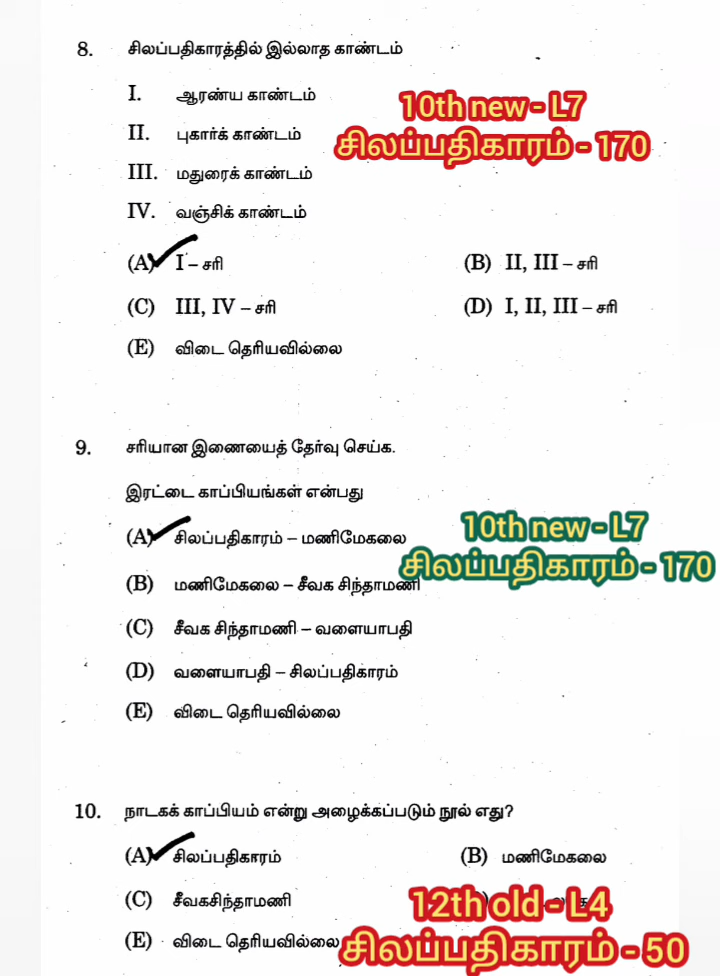 8. சிலப்பதிகாரத்தில் இல்லாத காண்டம்
I. ஆரண்ய காண்டம்
10th new - L7
II. புகார்க் காண்டம்
சிலப்பதிகாரம் - 170
III. மதுரைக் காண்டம்
IV. வஞ்சிக் காண்டம்
(A) I – சரி (B) II, III – சரி
(C) III, IV – சரி (D) I, II, III – சரி
(E) விடை தெரியவில்லை
9. சரியான இணையைத் தேர்வு செய்க.
இரட்டை காப்பியங்கள் என்பது
10th new - L7
(A) சிலப்பதிகாரம் – மணிமேகலை
சிலப்பதிகாரம் - 170
(B) மணிமேகலை – சீவக சிந்தாமணி
(C) சீவக சிந்தாமணி – வளையாபதி
(D) வளையாபதி – சிலப்பதிகாரம்
(E) விடை தெரியவில்லை
10. நாடகக் காப்பியம் என்று அழைக்கப்படும் நூல் எது?
(A) சிலப்பதிகாரம் (B) மணிமேகலை
(C) சீவகசிந்தாமணி
12th old - L4
(E) விடை தெரியவில்லை
சிலப்பதிகாரம் - 50